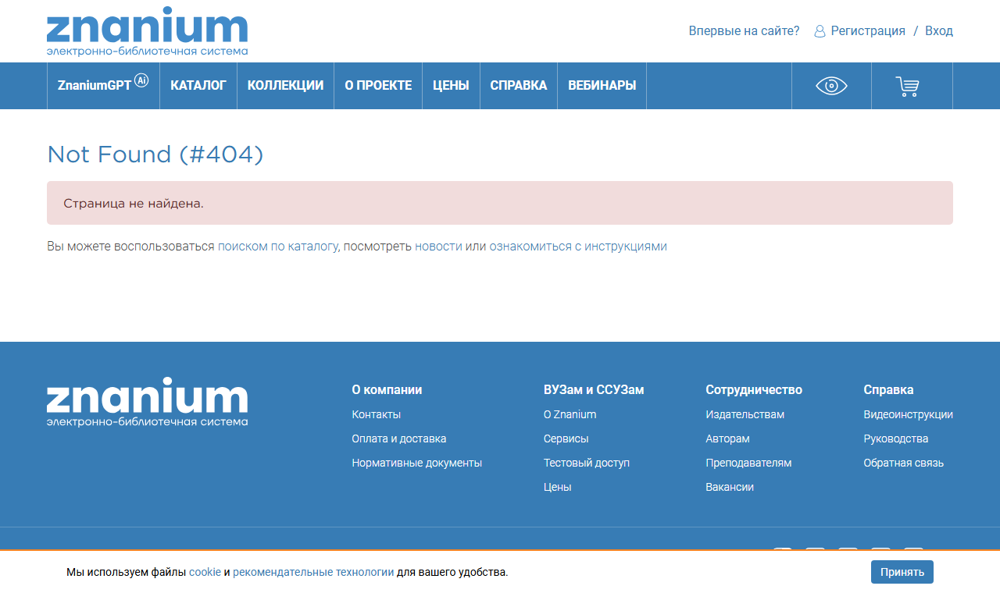 znanium
электронно-библиотечная система
Впервые на сайте? Регистрация / Вход
ZnaniumGPT Ai КАТАЛОГ КОЛЛЕКЦИИ О ПРОЕКТЕ ЦЕНЫ СПРАВКА ВЕБИНАРЫ
Not Found (#404)
Страница не найдена.
Вы можете воспользоваться поиском по каталогу, посмотреть новости или ознакомиться с инструкциями
znanium
электронно-библиотечная система
О компании
Контакты
Оплата и доставка
Нормативные документы
ВУЗам и ССУЗам
О Znanium
Сервисы
Тестовый доступ
Цены
Сотрудничество
Издательствам
Авторам
Преподавателям
Вакансии
Справка
Видеоинструкции
Руководства
Обратная связь
Мы используем файлы cookie и рекомендательные технологии для вашего удобства.
Принять